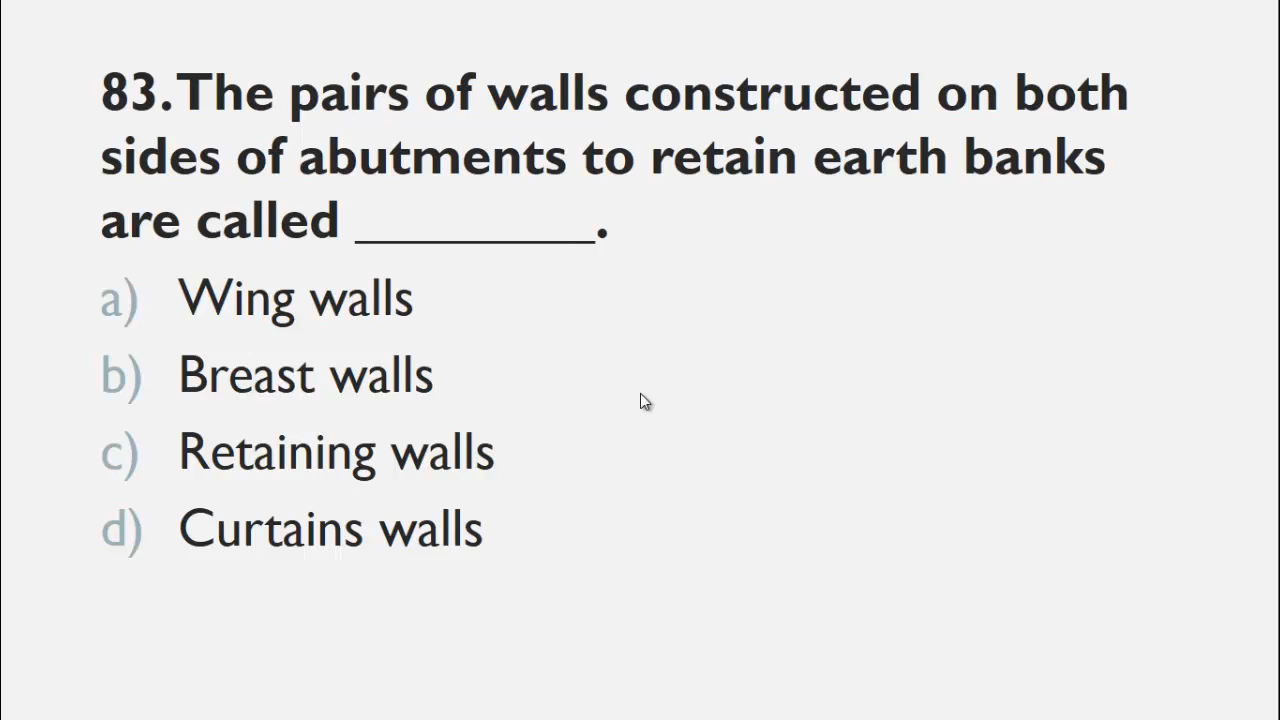 83. The pairs of walls constructed on both
sides of abutments to retain earth banks
are called _________.
a) Wing walls
b) Breast walls
c) Retaining walls
d) Curtains walls